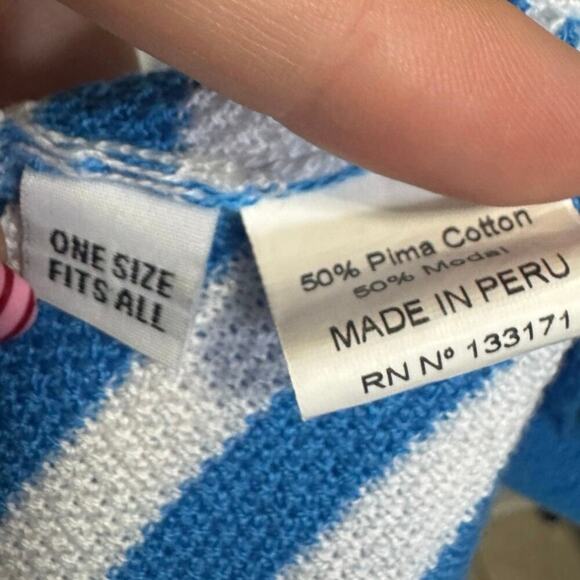 ONE SIZE
FITS ALL
50% Pima Cotton
50% Modal
MADE IN PERU
RN Nº 133171